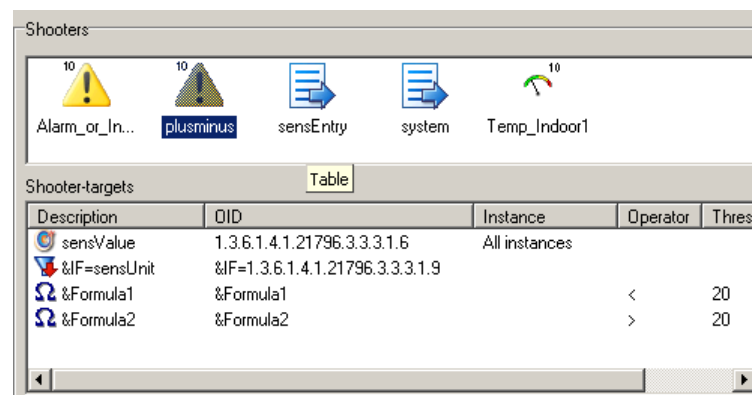 Shooters
10 10 10
Alarm_or_In... plusminus sensEntry system Temp_Indoor1
Table
Shooter-targets
Description OID Instance Operator Thres
sensValue 1.3.6.1.4.1.21796.3.3.3.1.6 All instances
&IF=sensUnit &IF=1.3.6.1.4.1.21796.3.3.3.1.9
&Formula1 &Formula1 < 20
&Formula2 &Formula2 > 20